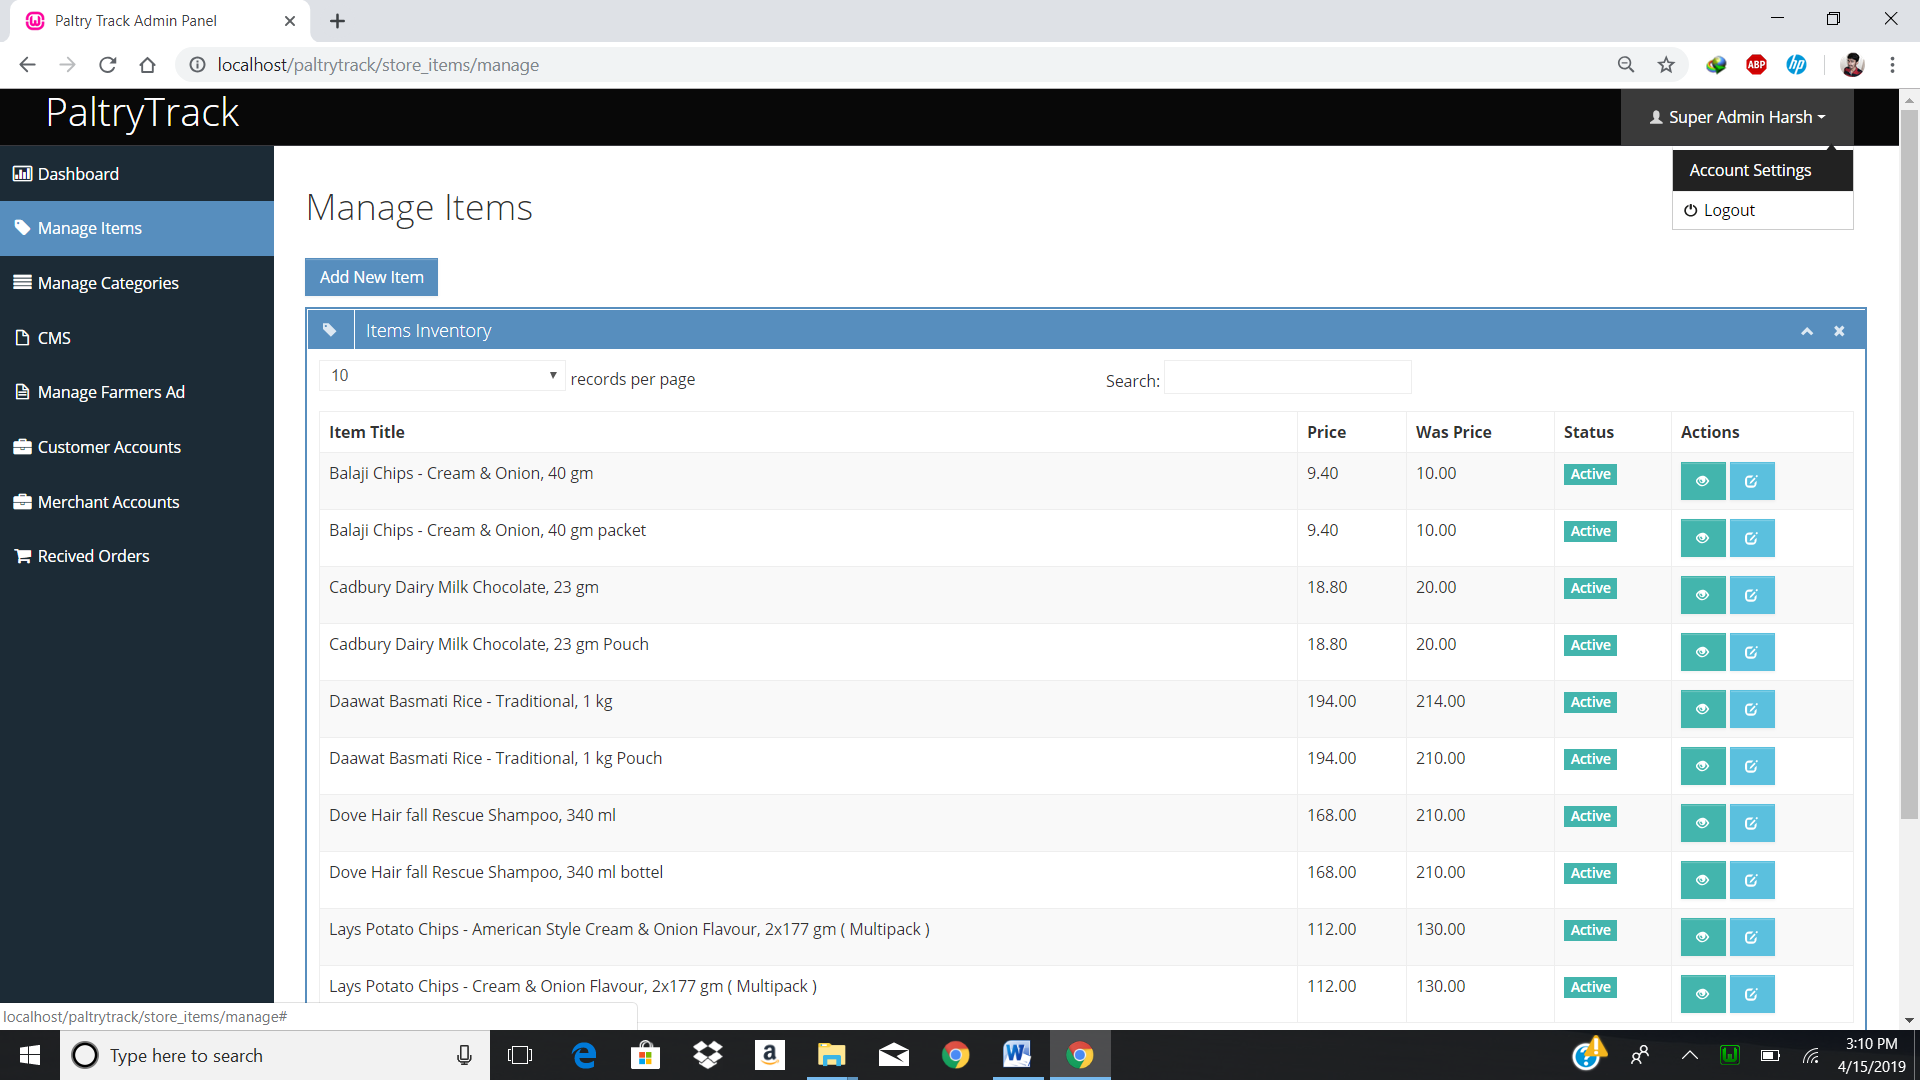 Paltry Track Admin Panel
localhost/paltrytrack/store_items/manage
ABP
hp
PaltryTrack
Super Admin Harsh
Account Settings
Logout
Dashboard
Manage Items
Manage Categories
CMS
Manage Farmers Ad
Customer Accounts
Merchant Accounts
Recived Orders
Manage Items
Add New Item
Items Inventory
10 records per page Search:
Item Title Price Was Price Status Actions
Balaji Chips - Cream & Onion, 40 gm 9.40 10.00 Active
Balaji Chips - Cream & Onion, 40 gm packet 9.40 10.00 Active
Cadbury Dairy Milk Chocolate, 23 gm 18.80 20.00 Active
Cadbury Dairy Milk Chocolate, 23 gm Pouch 18.80 20.00 Active
Daawat Basmati Rice - Traditional, 1 kg 194.00 214.00 Active
Daawat Basmati Rice - Traditional, 1 kg Pouch 194.00 210.00 Active
Dove Hair fall Rescue Shampoo, 340 ml 168.00 210.00 Active
Dove Hair fall Rescue Shampoo, 340 ml bottel 168.00 210.00 Active
Lays Potato Chips - American Style Cream & Onion Flavour, 2x177 gm ( Multipack ) 112.00 130.00 Active
Lays Potato Chips - Cream & Onion Flavour, 2x177 gm ( Multipack ) 112.00 130.00 Active
localhost/paltrytrack/store_items/manage#
Type here to search
3:10 PM
4/15/2019